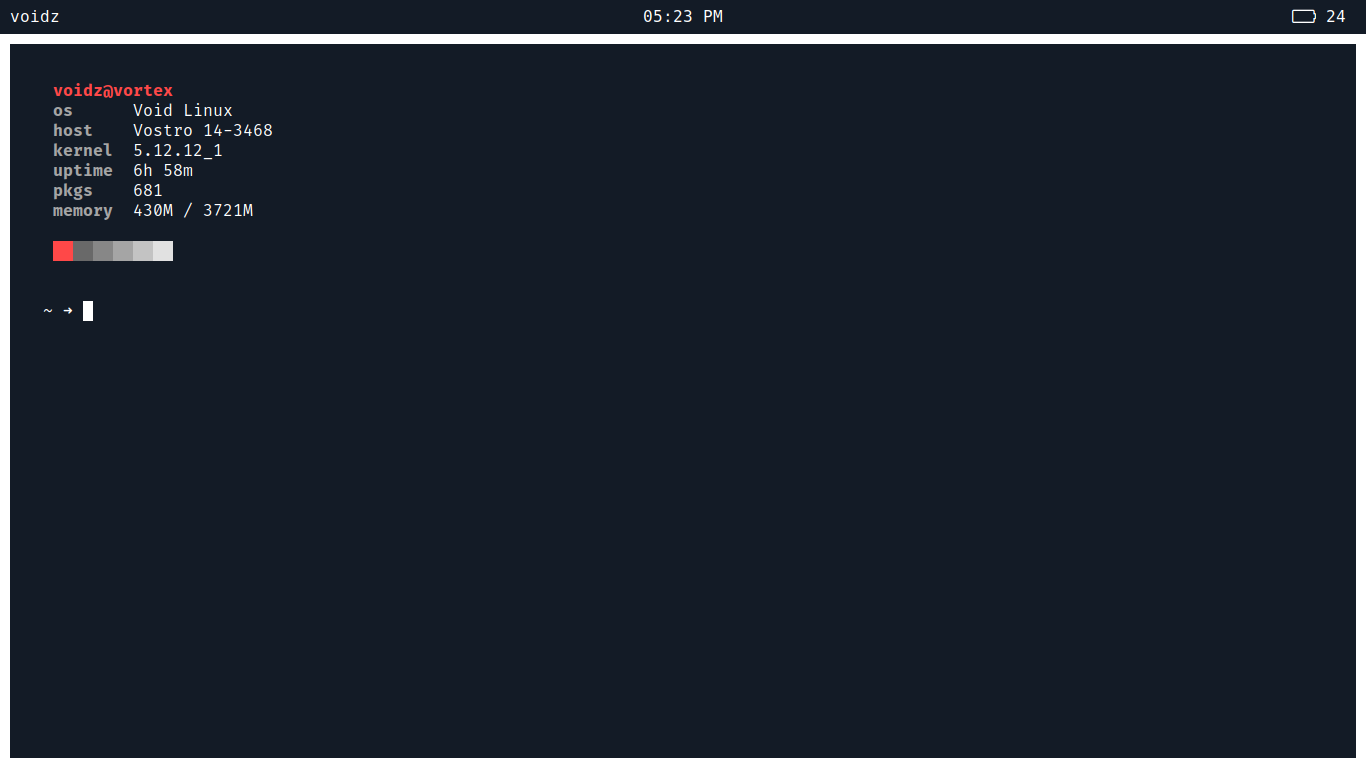 voidz 05:23 PM 24
voidz@vortex
os Void Linux
host Vostro 14-3468
kernel 5.12.12_1
uptime 6h 58m
pkgs 681
memory 430M / 3721M
~ ➜